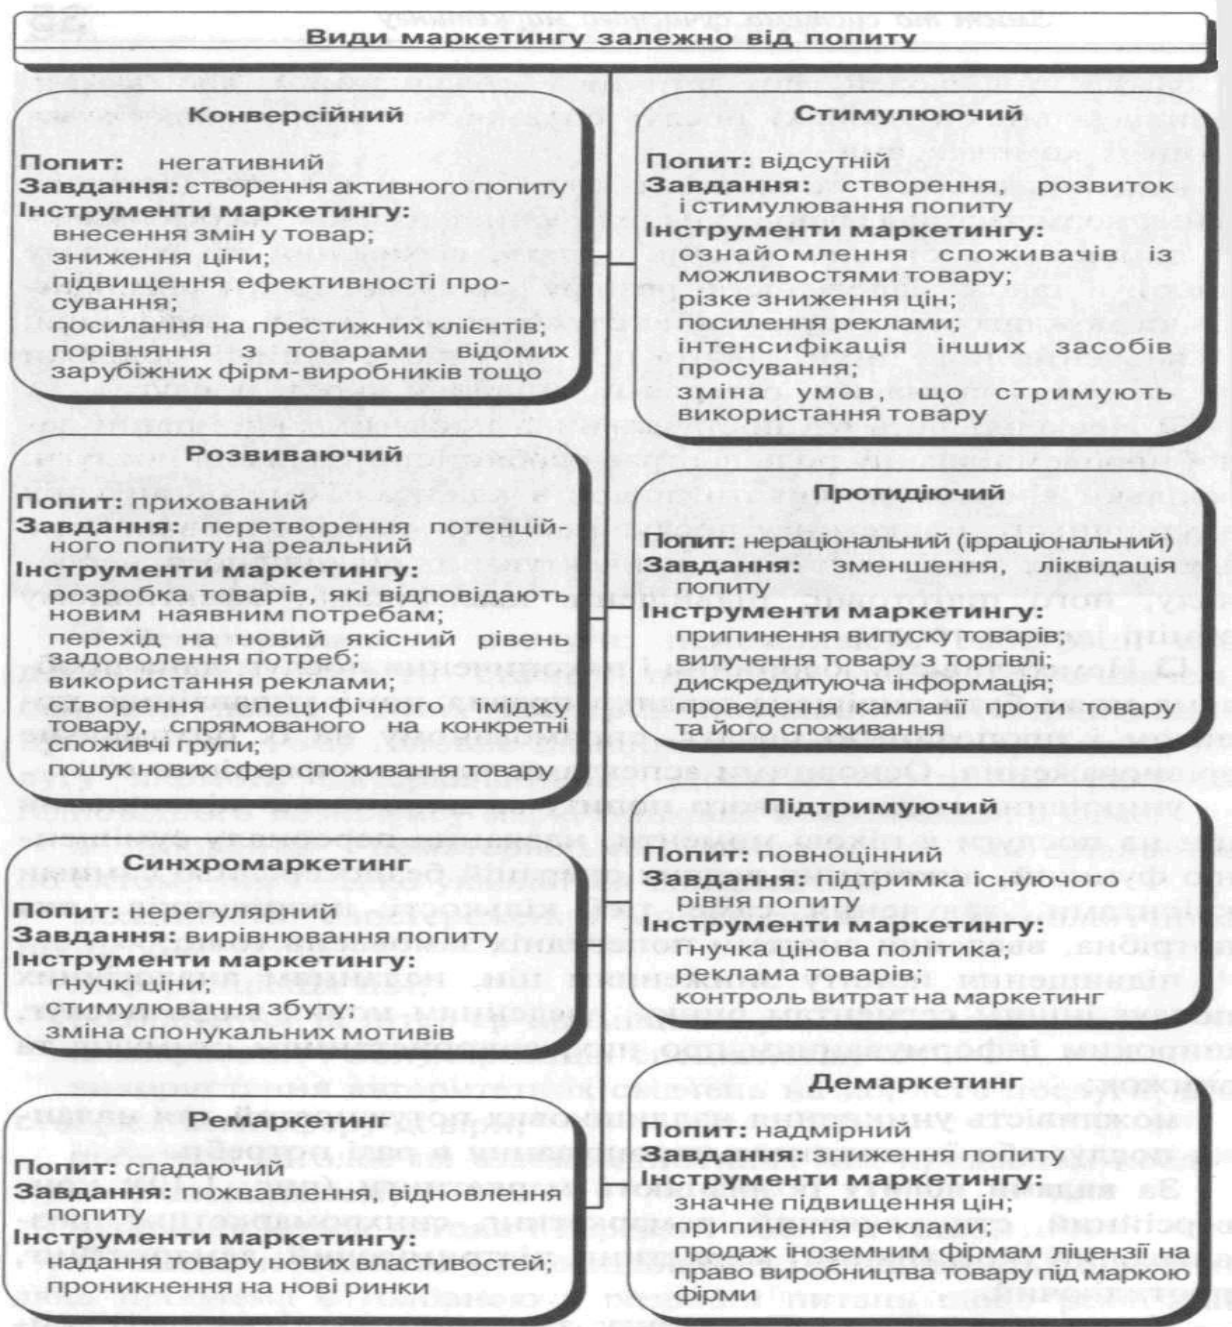 Види маркетингу залежно від попиту
Конверсійний
Попит: негативний
Завдання: створення активного попиту
Інструменти маркетингу:
внесення змін у товар;
зниження ціни;
підвищення ефективності про-
сування;
посилання на престижних клієнтів;
порівняння з товарами відомих
зарубіжних фірм-виробників тощо
Стимулюючий
Попит: відсутній
Завдання: створення, розвиток
і стимулювання попиту
Інструменти маркетингу:
ознайомлення споживачів із
можливостями товару;
різке зниження цін;
посилення реклами;
інтенсифікація інших засобів
просування;
зміна умов, що стримують
використання товару
Розвиваючий
Попит: прихований
Завдання: перетворення потенцій-
ного попиту на реальний
Інструменти маркетингу:
розробка товарів, які відповідають
новим наявним потребам;
перехід на новий якісний рівень
задоволення потреб;
використання реклами;
створення специфічного іміджу
товару, спрямованого на конкретні
споживчі групи;
пошук нових сфер споживання товару
Протидіючий
Попит: нераціональний (ірраціональний)
Завдання: зменшення, ліквідація
попиту
Інструменти маркетингу:
припинення випуску товарів;
вилучення товару з торгівлі;
дискредитуюча інформація;
проведення кампанії проти товару
та його споживання
Синхромаркетинг
Попит: нерегулярний
Завдання: вирівнювання попиту
Інструменти маркетингу:
гнучкі ціни;
стимулювання збуту:
зміна спонукальних мотивів
Підтримуючий
Попит: повноцінний
Завдання: підтримка існуючого
рівня попиту
Інструменти маркетингу:
гнучка цінова політика;
реклама товарів;
контроль витрат на маркетинг
Ремаркетинг
Попит: спадаючий
Завдання: пожвавлення, відновлення
попиту
Інструменти маркетингу:
надання товару нових властивостей;
проникнення на нові ринки
Демаркетинг
Попит: надмірний
Завдання: зниження попиту
Інструменти маркетингу:
значне підвищення цін;
припинення реклами;
продаж іноземним фірмам ліцензії на
право виробництва товару під маркою
фірми